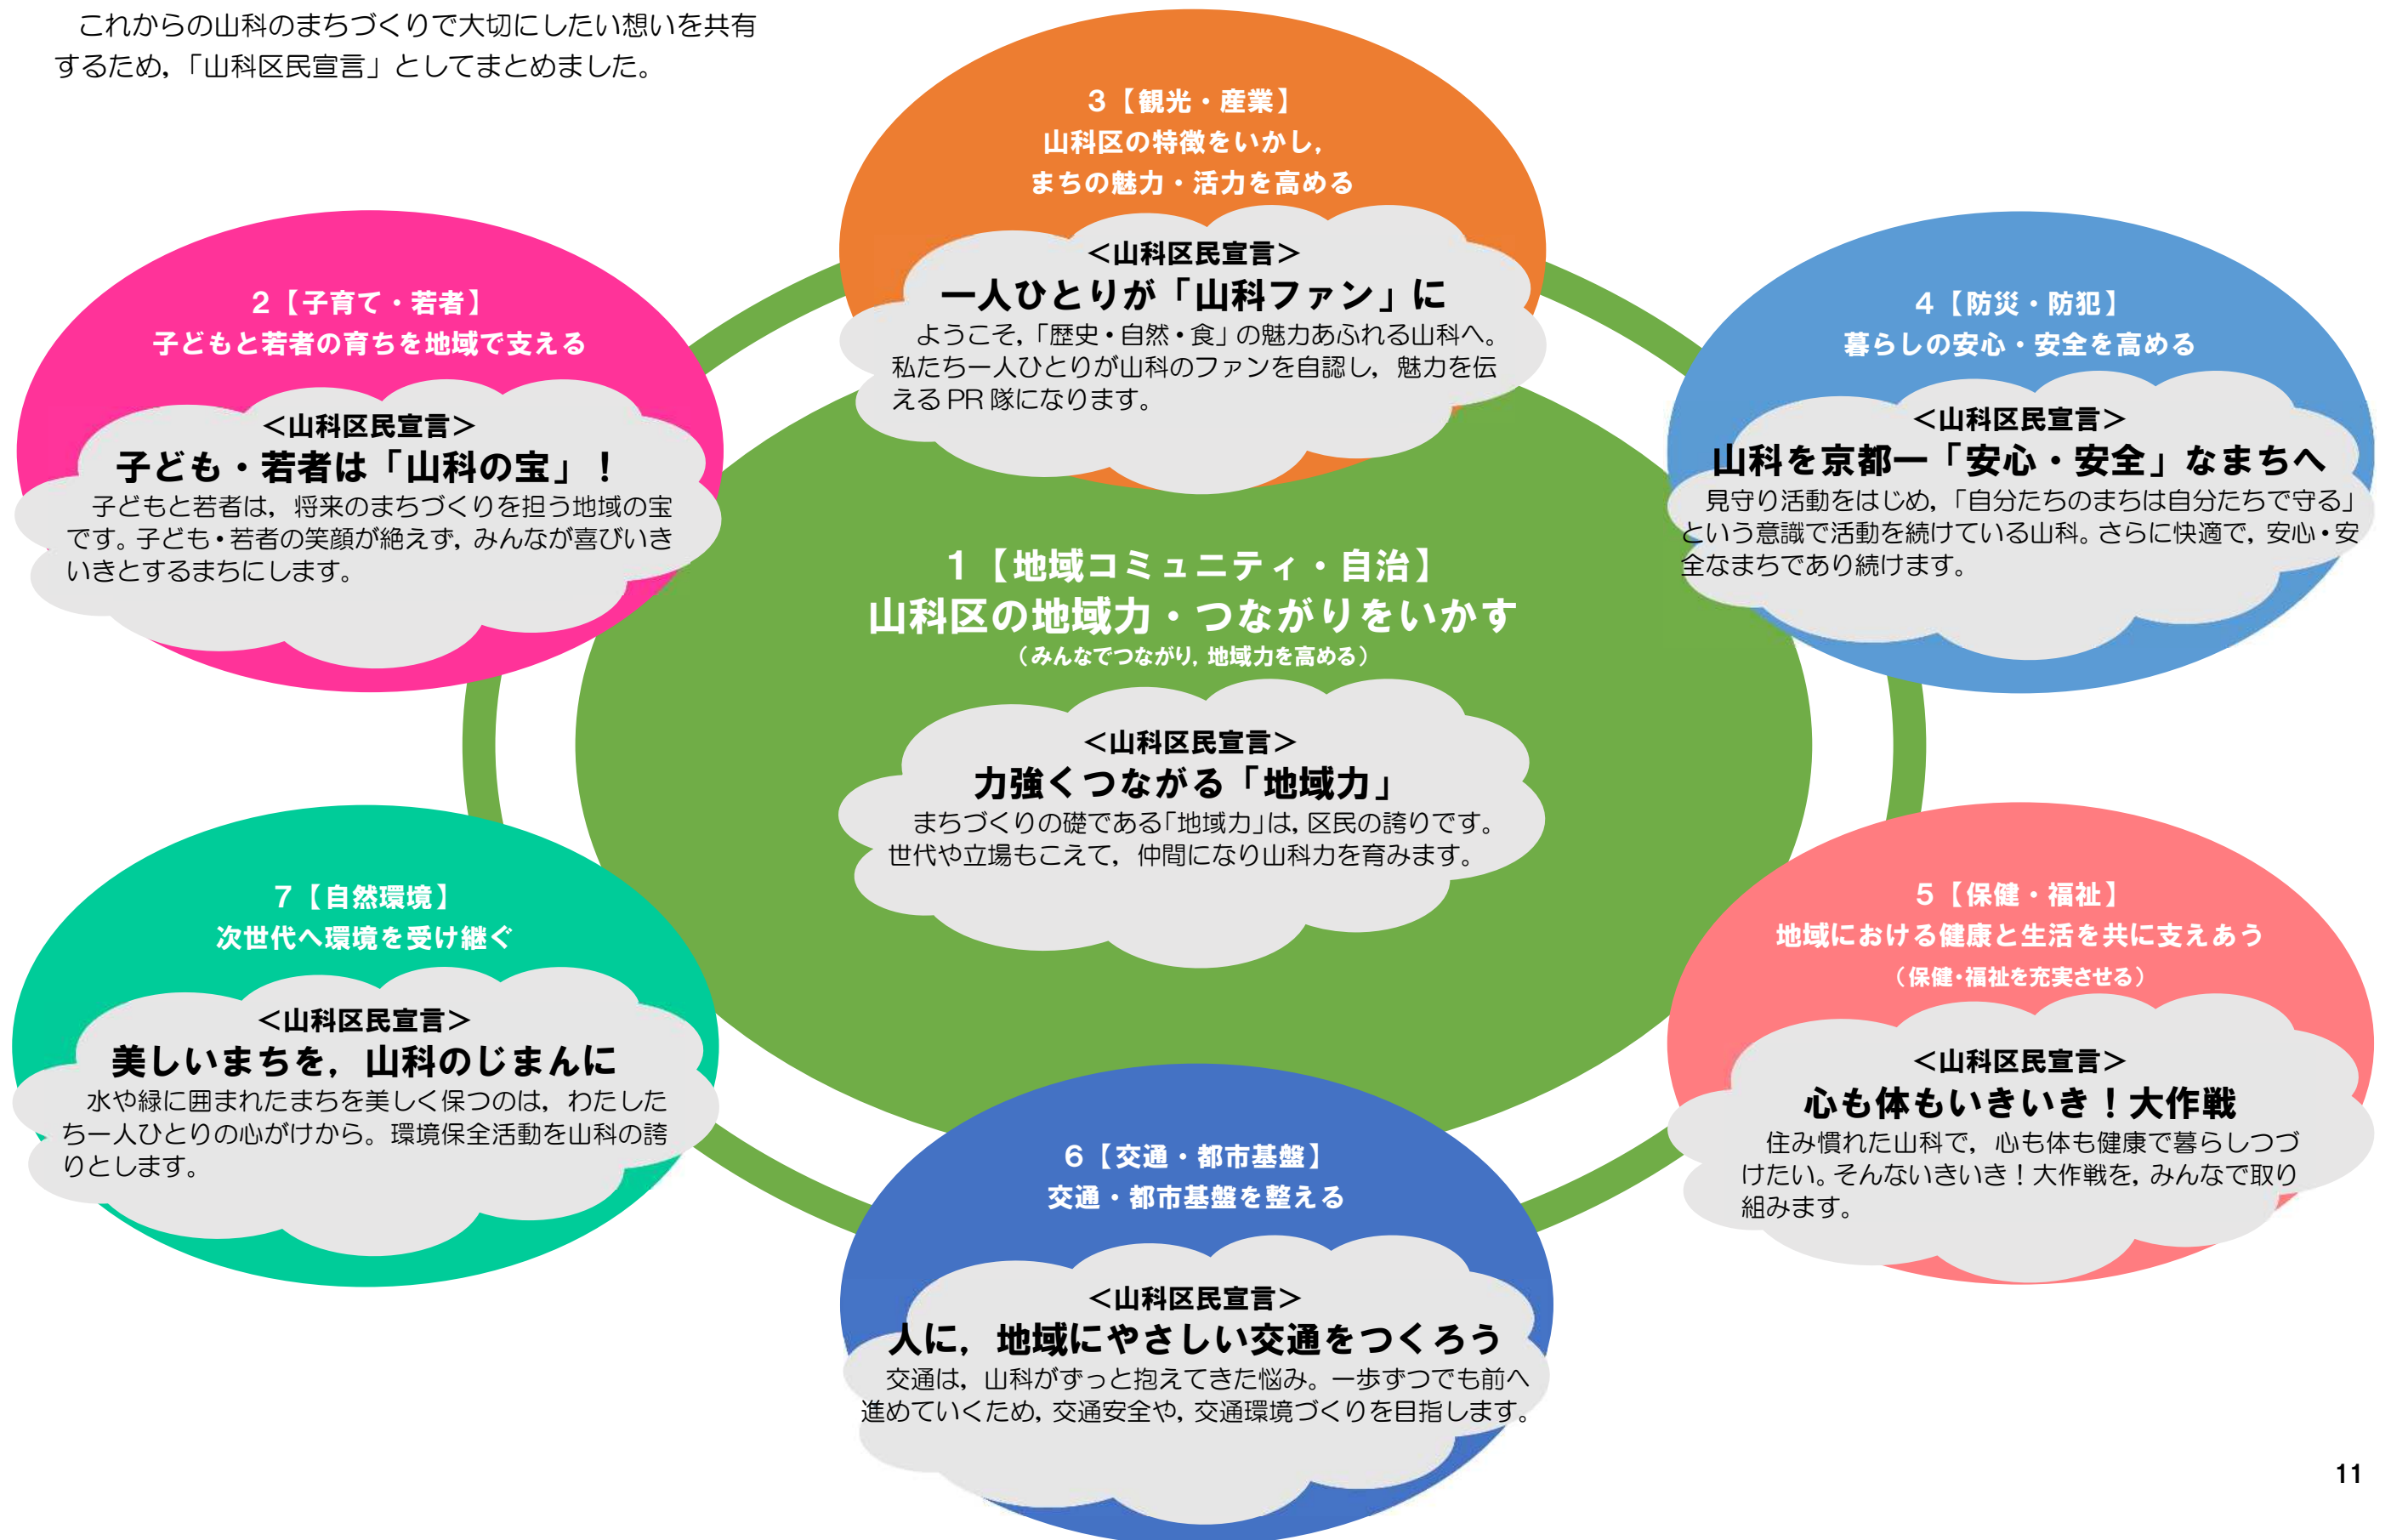 これからの山科のまちづくりで大切にしたい想いを共有
するため,「山科区民宣言」としてまとめました。
1【地域コミュニティ・自治】
山科区の地域力・つながりをいかす
（みんなでつながり, 地域力を高める）
＜山科区民宣言＞
力強くつながる「地域力」
まちづくりの礎である「地域力」は, 区民の誇りです。
世代や立場もこえて, 仲間になり山科力を育みます。
2【子育て・若者】
子どもと若者の育ちを地域で支える
＜山科区民宣言＞
子ども・若者は「山科の宝」！
子どもと若者は, 将来のまちづくりを担う地域の宝
です。子ども・若者の笑顔が絶えず, みんなが喜びいき
いきとするまちにします。
3【観光・産業】
山科区の特徴をいかし,
まちの魅力・活力を高める
＜山科区民宣言＞
一人ひとりが「山科ファン」に
ようこそ,「歴史・自然・食」の魅力あふれる山科へ。
私たち一人ひとりが山科のファンを自認し, 魅力を伝
える PR 隊になります。
4【防災・防犯】
暮らしの安心・安全を高める
＜山科区民宣言＞
山科を京都一「安心・安全」なまちへ
見守り活動をはじめ,「自分たちのまちは自分たちで守る」
という意識で活動を続けている山科。さらに快適で, 安心・安
全なまちであり続けます。
5【保健・福祉】
地域における健康と生活を共に支えあう
（保健・福祉を充実させる）
＜山科区民宣言＞
心も体もいきいき！大作戦
住み慣れた山科で, 心も体も健康で暮らしつづ
けたい。そんないきいき！大作戦を, みんなで取り
組みます。
6【交通・都市基盤】
交通・都市基盤を整える
＜山科区民宣言＞
人に, 地域にやさしい交通をつくろう
交通は, 山科がずっと抱えてきた悩み。一歩ずつでも前へ
進めていくため, 交通安全や, 交通環境づくりを目指します。
7【自然環境】
次世代へ環境を受け継ぐ
＜山科区民宣言＞
美しいまちを, 山科のじまんに
水や緑に囲まれたまちを美しく保つのは, わたした
ち一人ひとりの心がけから。環境保全活動を山科の誇
りとします。
11